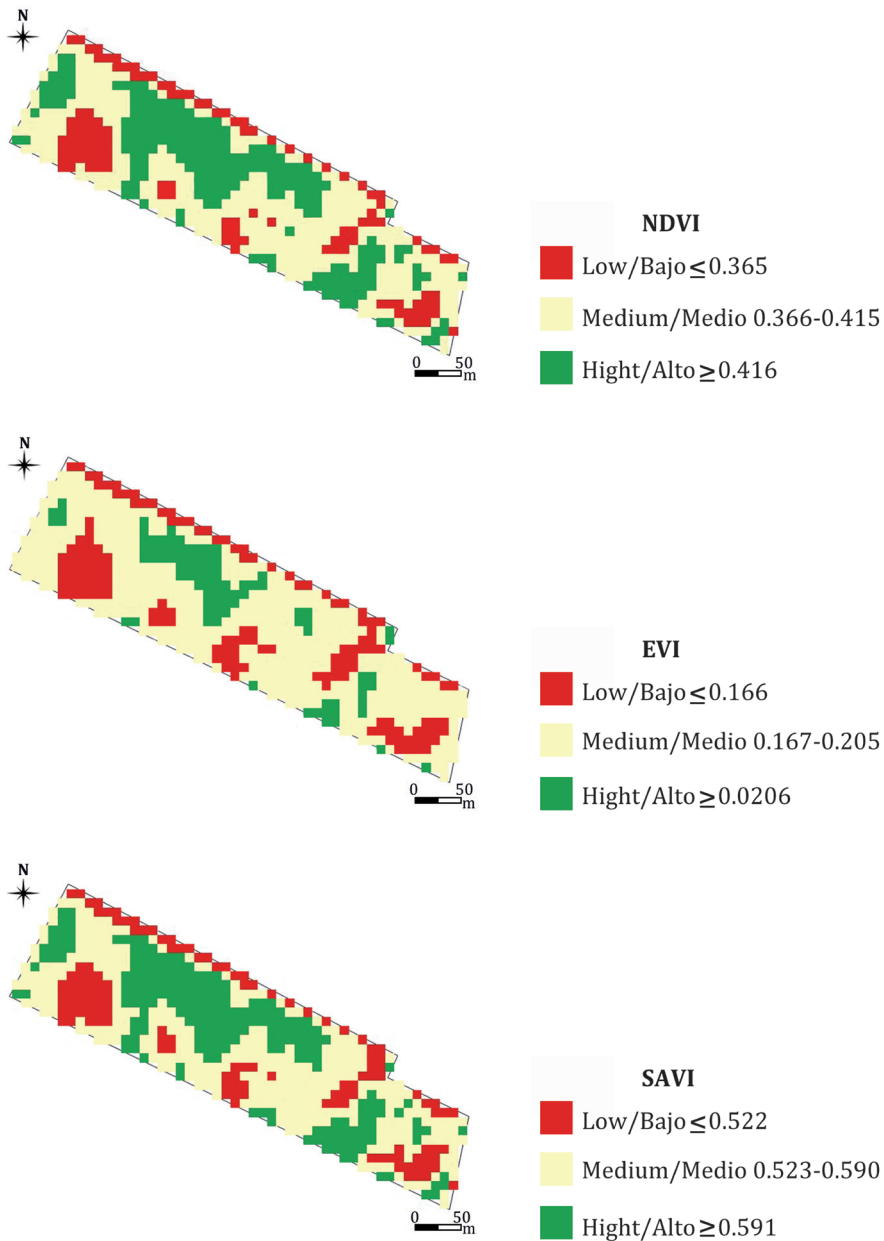 N
NDVI
Low/Bajo ≤0.365
Medium/Medio 0.366-0.415
Hight/Alto ≥0.416
0 50
m
N
EVI
Low/Bajo ≤0.166
Medium/Medio 0.167-0.205
Hight/Alto ≥0.0206
0 50
m
N
SAVI
Low/Bajo ≤0.522
Medium/Medio 0.523-0.590
Hight/Alto ≥0.591
0 50
m